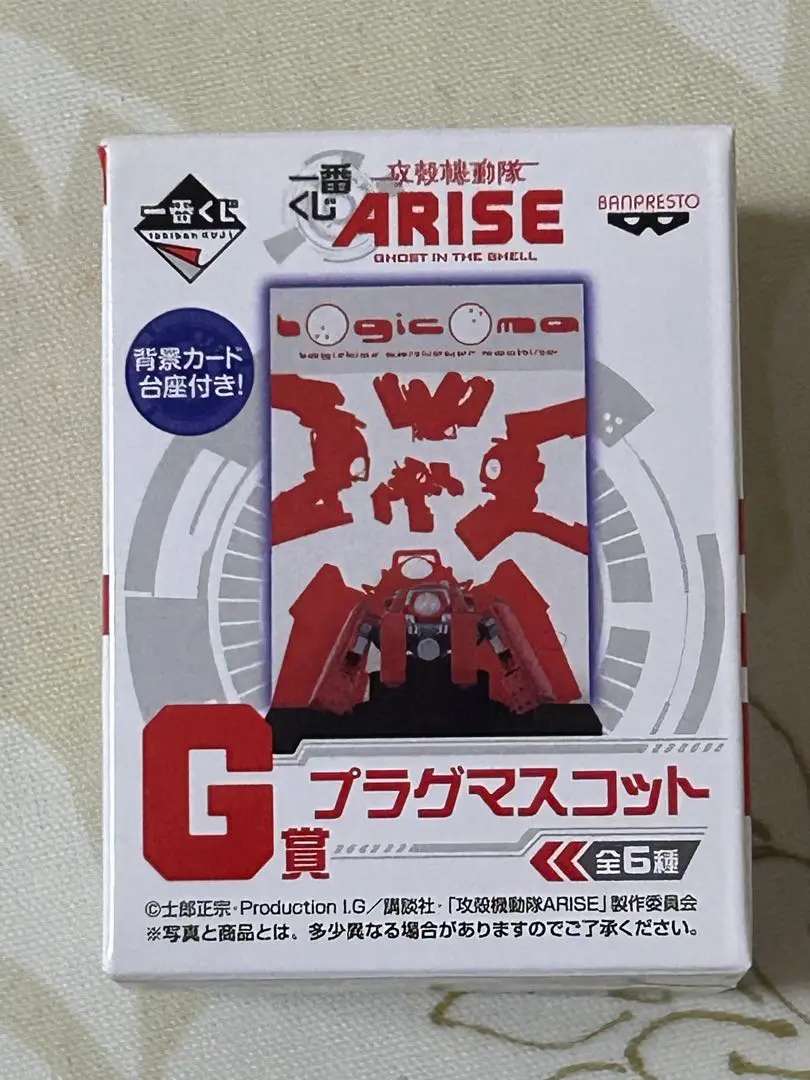 一番くじ
一番
くじ
攻殻機動隊
ARISE
GHOST IN THE SHELL
BANPRESTO
logicoma
背景カード
台座付き!
G賞
プラグマスコット
全6種
©士郎正宗・Production I.G/講談社・「攻殻機動隊ARISE」製作委員会
※写真と商品とは、多少異なる場合がありますのでご了承ください。